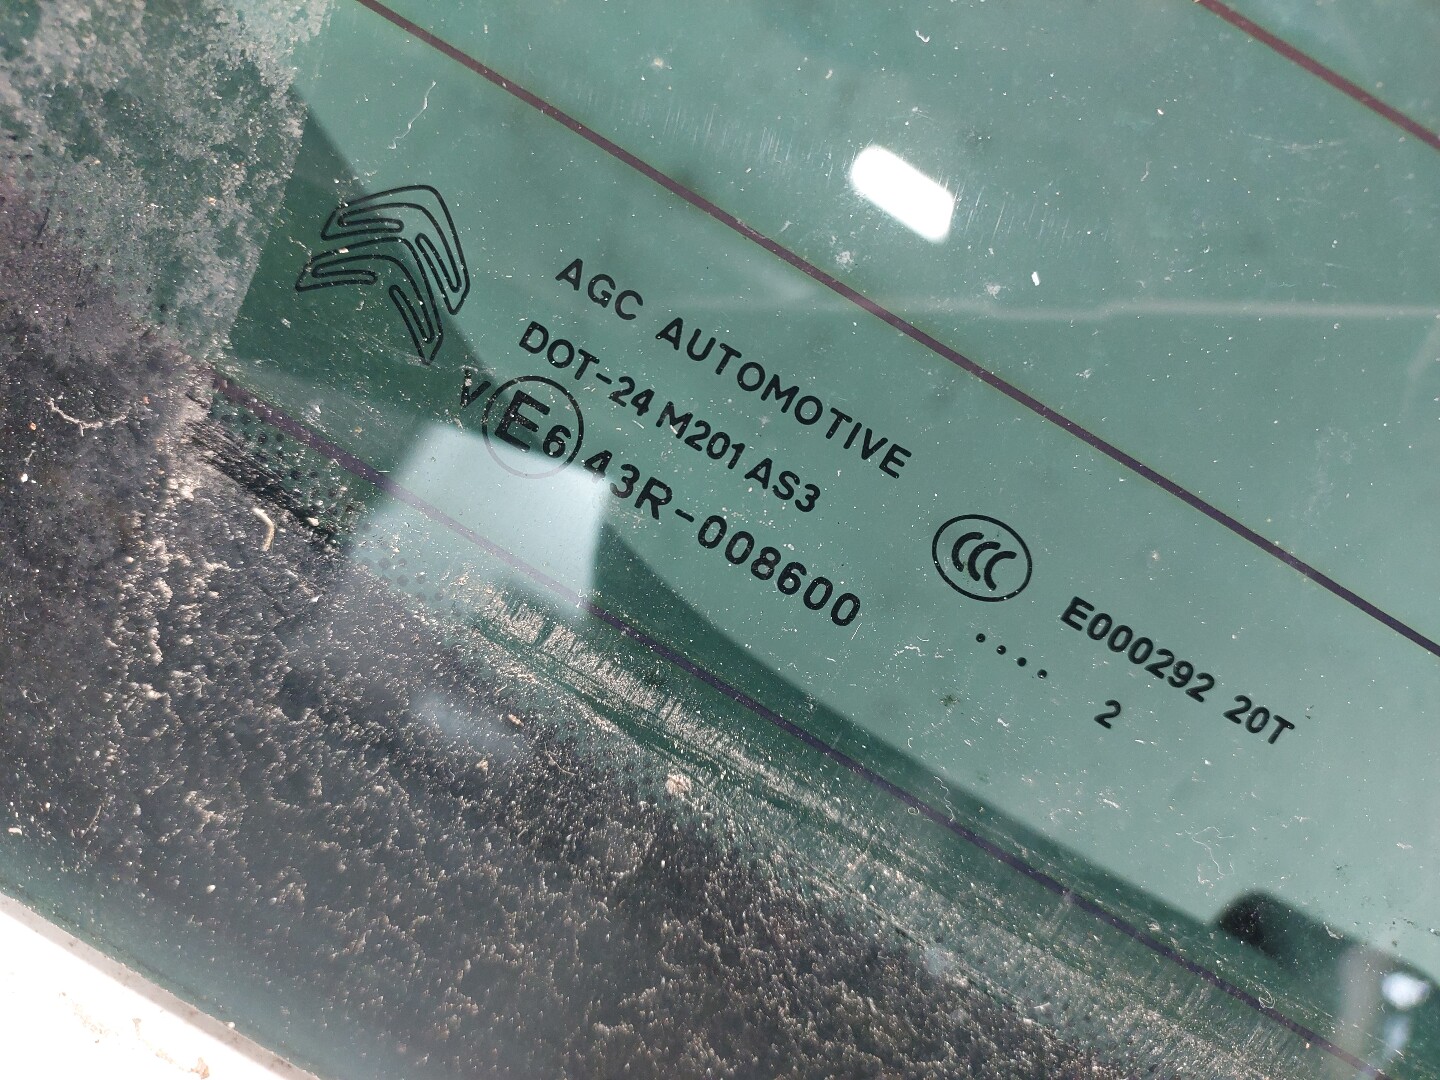 AGC AUTOMOTIVE
DOT-24 M201 AS3
V E6 43R-008600
CCC E000292 20T
.... 2